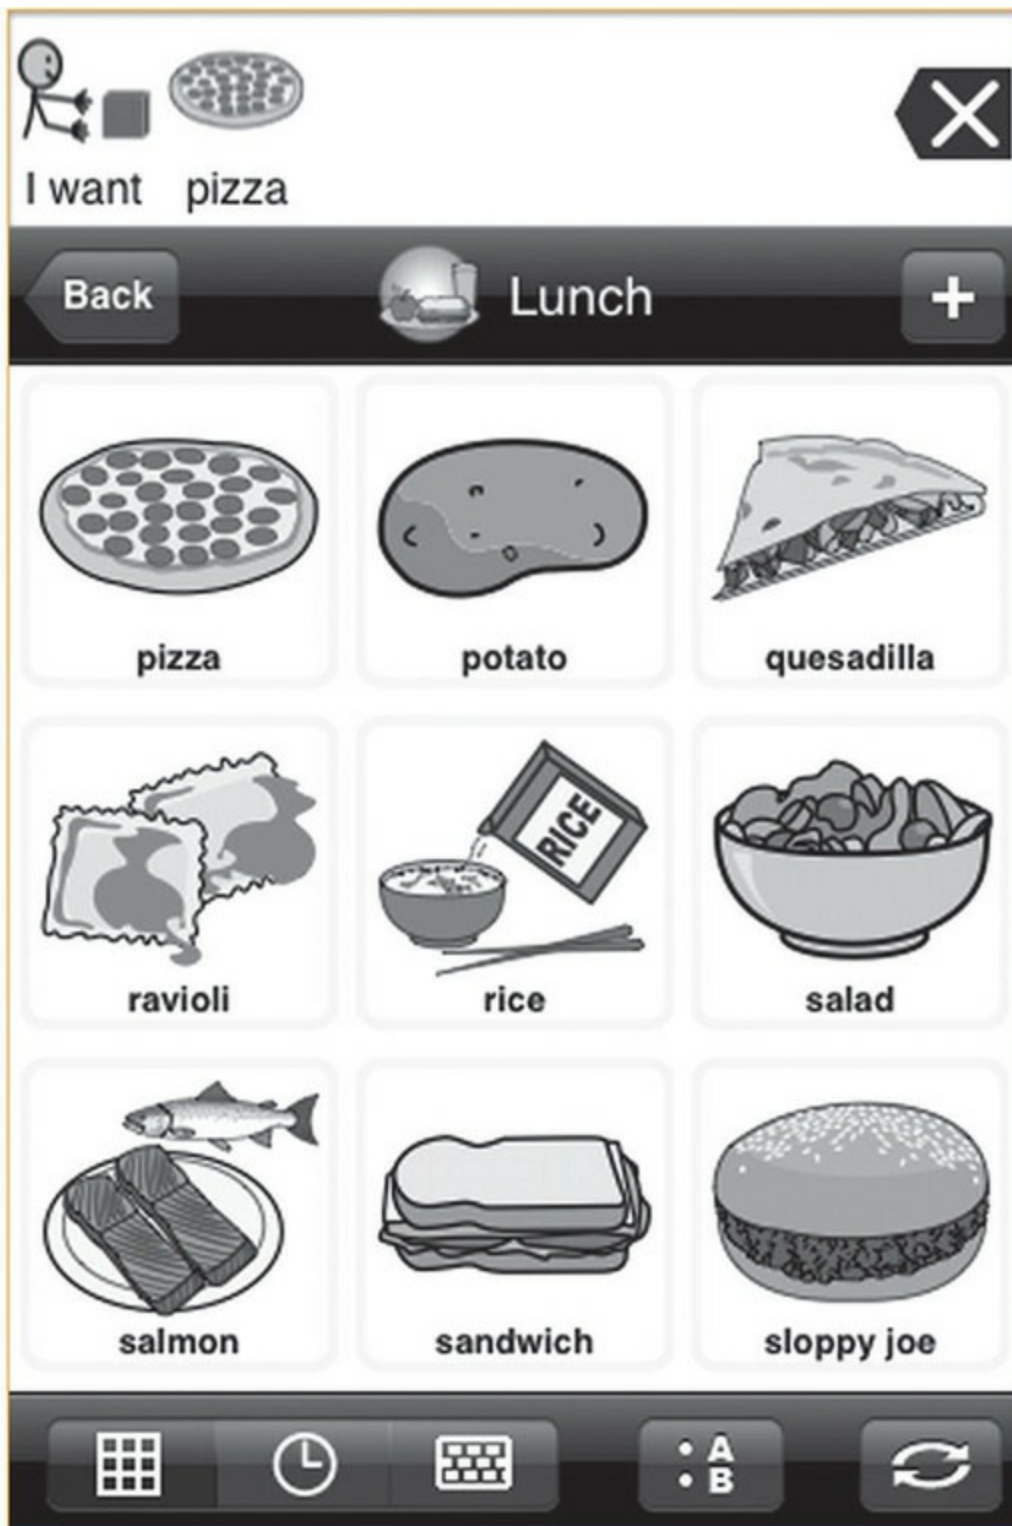 I want pizza
Back Lunch +
pizza potato quesadilla
RICE
ravioli rice salad
salmon sandwich sloppy joe
A
B